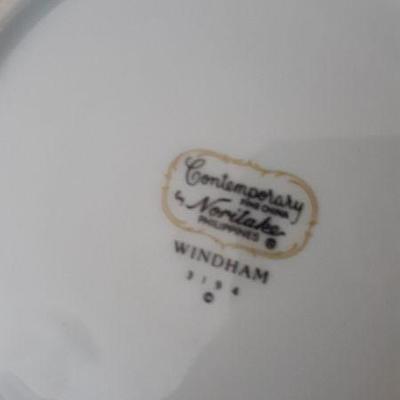 Contemporary
FINE CHINA
by Noritake
PHILIPPINES
WINDHAM
3194